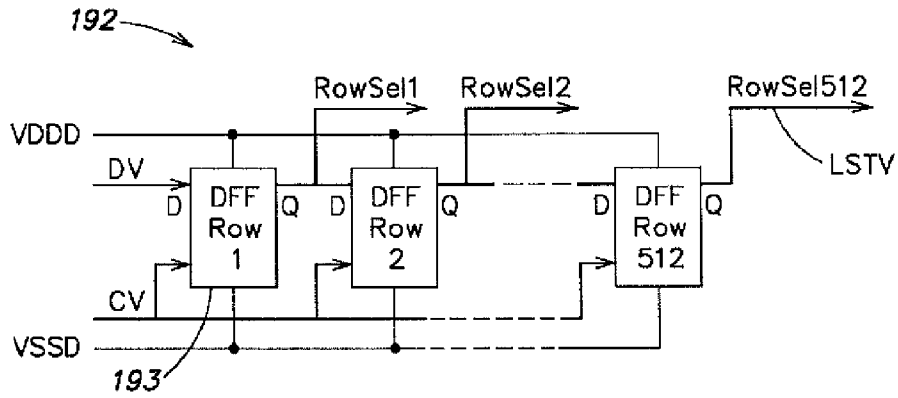 192
RowSel1
RowSel2
RowSel512
VDDD
LSTV
DV
D
DFF
Row
1
Q
D
DFF
Row
2
Q
D
DFF
Row
512
Q
CV
VSSD
193